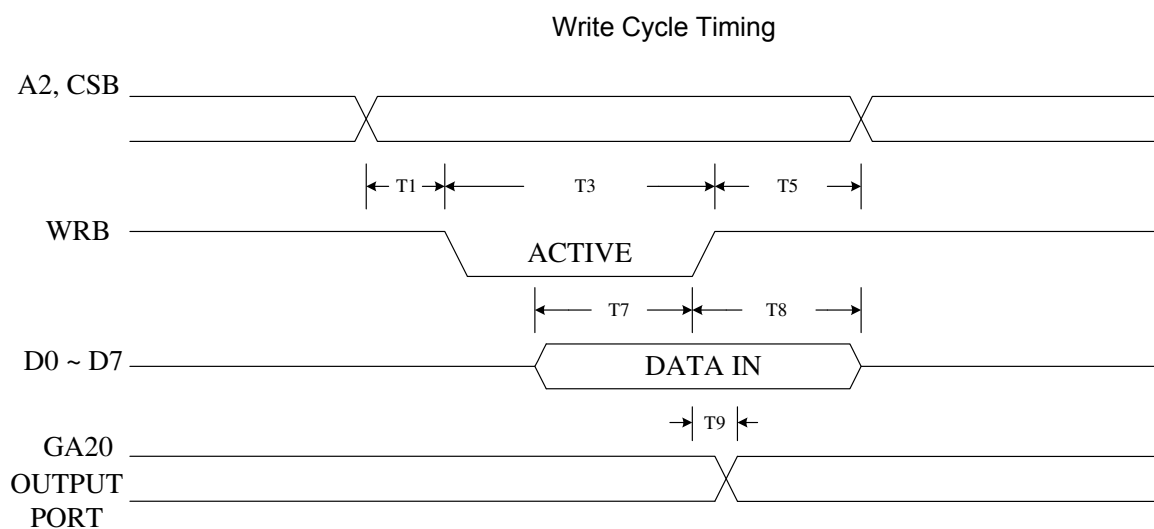 Write Cycle Timing
A2, CSB
T1
T3
T5
WRB
ACTIVE
T7
T8
D0 ~ D7
DATA IN
T9
GA20
OUTPUT
PORT